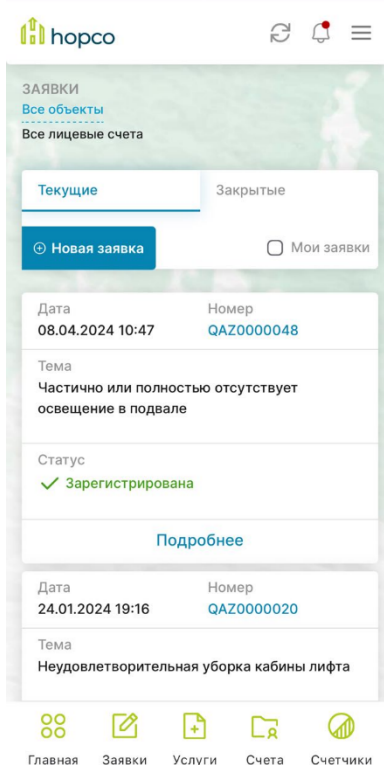 hopco
ЗАЯВКИ
Все объекты
Все лицевые счета
Текущие Закрытые
Новая заявка Мои заявки
Дата Номер
08.04.2024 10:47 QAZ0000048
Тема
Частично или полностью отсутствует
освещение в подвале
Статус
Зарегистрирована
Подробнее
Дата Номер
24.01.2024 19:16 QAZ0000020
Тема
Неудовлетворительная уборка кабины лифта
Главная Заявки Услуги Счета Счетчики